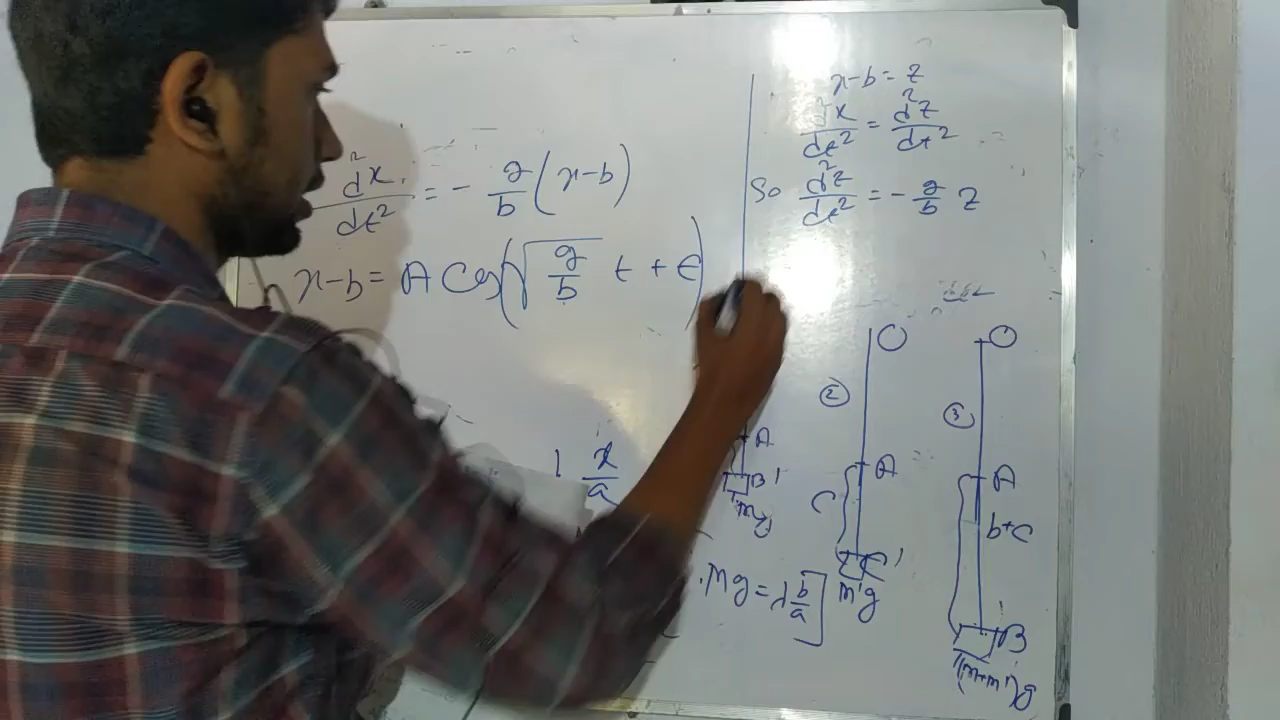 d²x/dt² = - g/b (x-b)
x-b = A Cos(√(g/b) t + ϵ)
x-b = z
d²x/dt² = d²z/dt²
So d²z/dt² = - g/b z
λ x/a
A
B'
mg
Mg = λ b/a
O
②
A
C
C'
m'g
O
③
A
b+c
B
(m+m')g